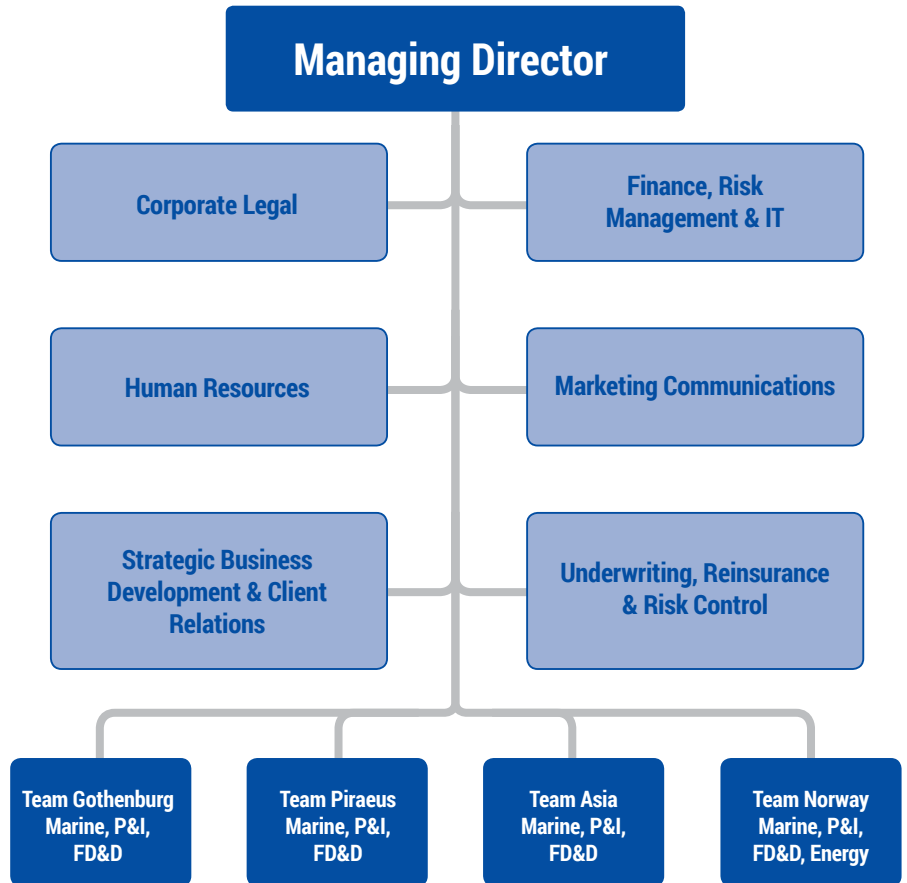 Managing Director
Corporate Legal
Finance, Risk
Management & IT
Human Resources
Marketing Communications
Strategic Business
Development & Client
Relations
Underwriting, Reinsurance
& Risk Control
Team Gothenburg
Marine, P&I,
FD&D
Team Piraeus
Marine, P&I,
FD&D
Team Asia
Marine, P&I,
FD&D
Team Norway
Marine, P&I,
FD&D, Energy